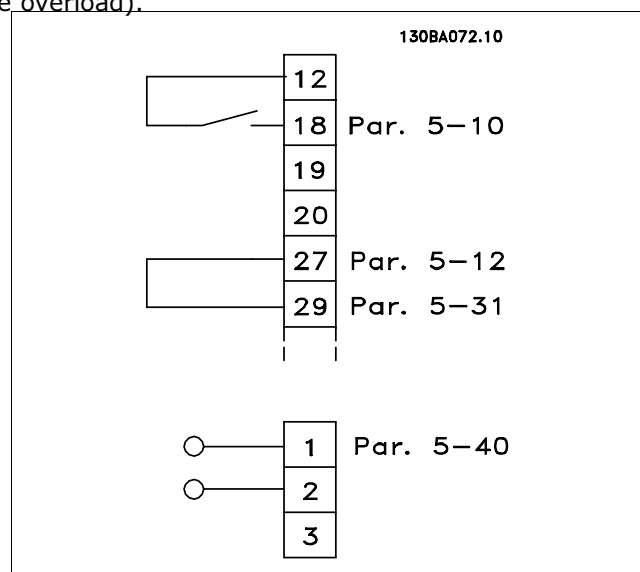 e overload).
130BA072.10
12
18 Par. 5-10
19
20
27 Par. 5-12
29 Par. 5-31
1 Par. 5-40
2
3